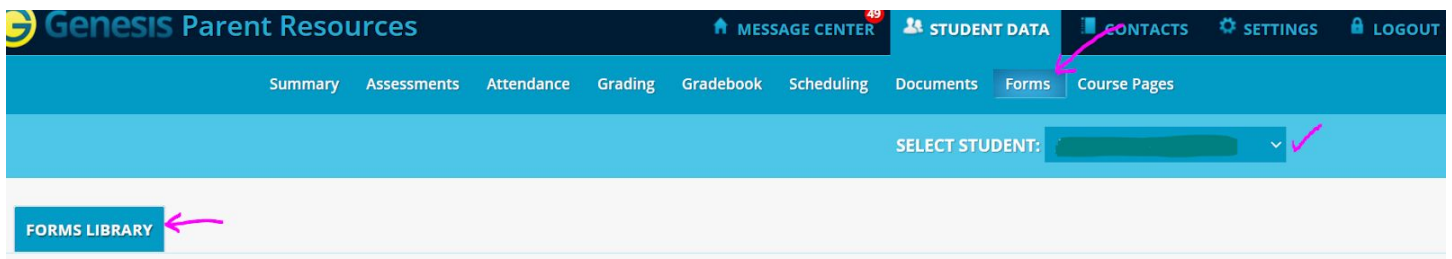 Genesis Parent Resources
49
MESSAGE CENTER STUDENT DATA CONTACTS SETTINGS LOGOUT
Summary Assessments Attendance Grading Gradebook Scheduling Documents Forms Course Pages
SELECT STUDENT:
FORMS LIBRARY